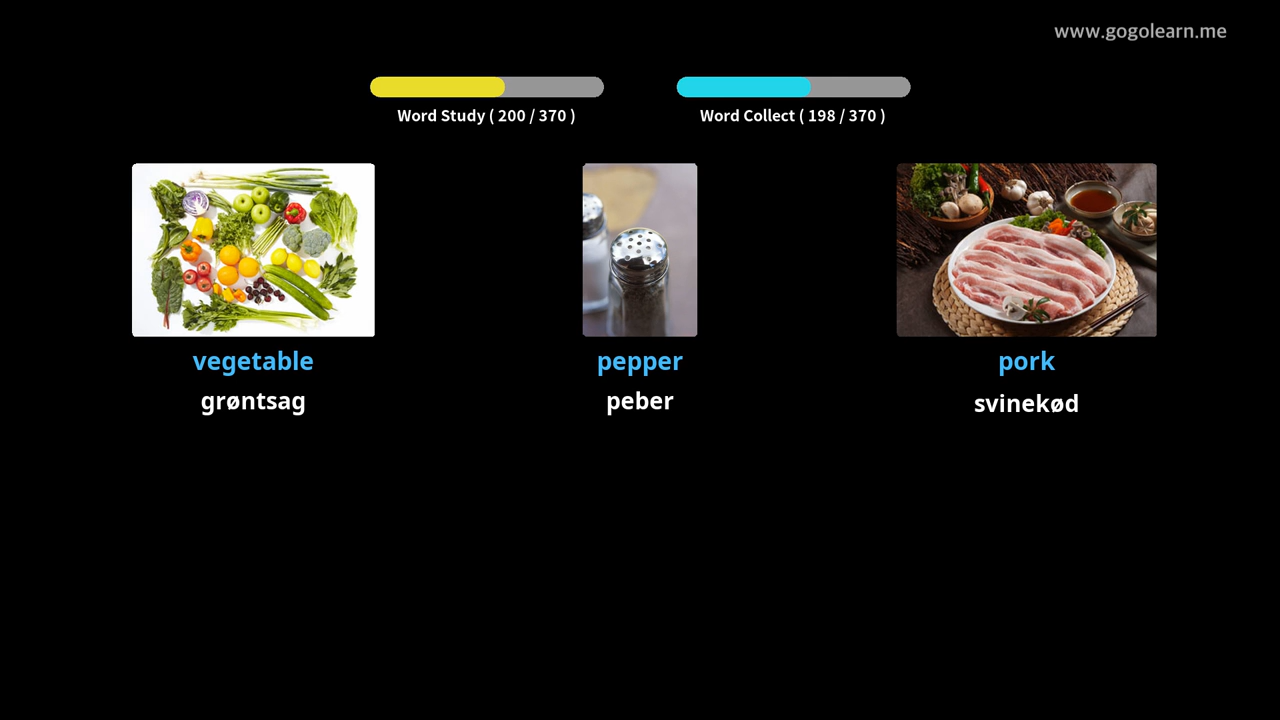 www.gogolearn.me
Word Study ( 200 / 370 )
Word Collect ( 198 / 370 )
vegetable
grøntsag
pepper
peber
pork
svinekød